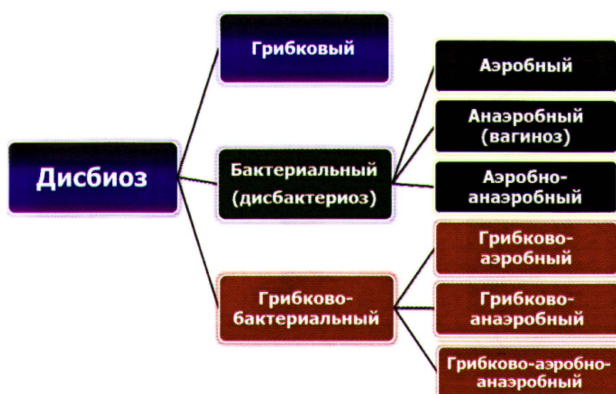 Дисбиоз
Грибковый
Бактериальный
(дисбактериоз)
Грибково-
бактериальный
Аэробный
Анаэробный
(вагиноз)
Аэробно-
анаэробный
Грибково-
аэробный
Грибково-
анаэробный
Грибково-аэробно-
анаэробный